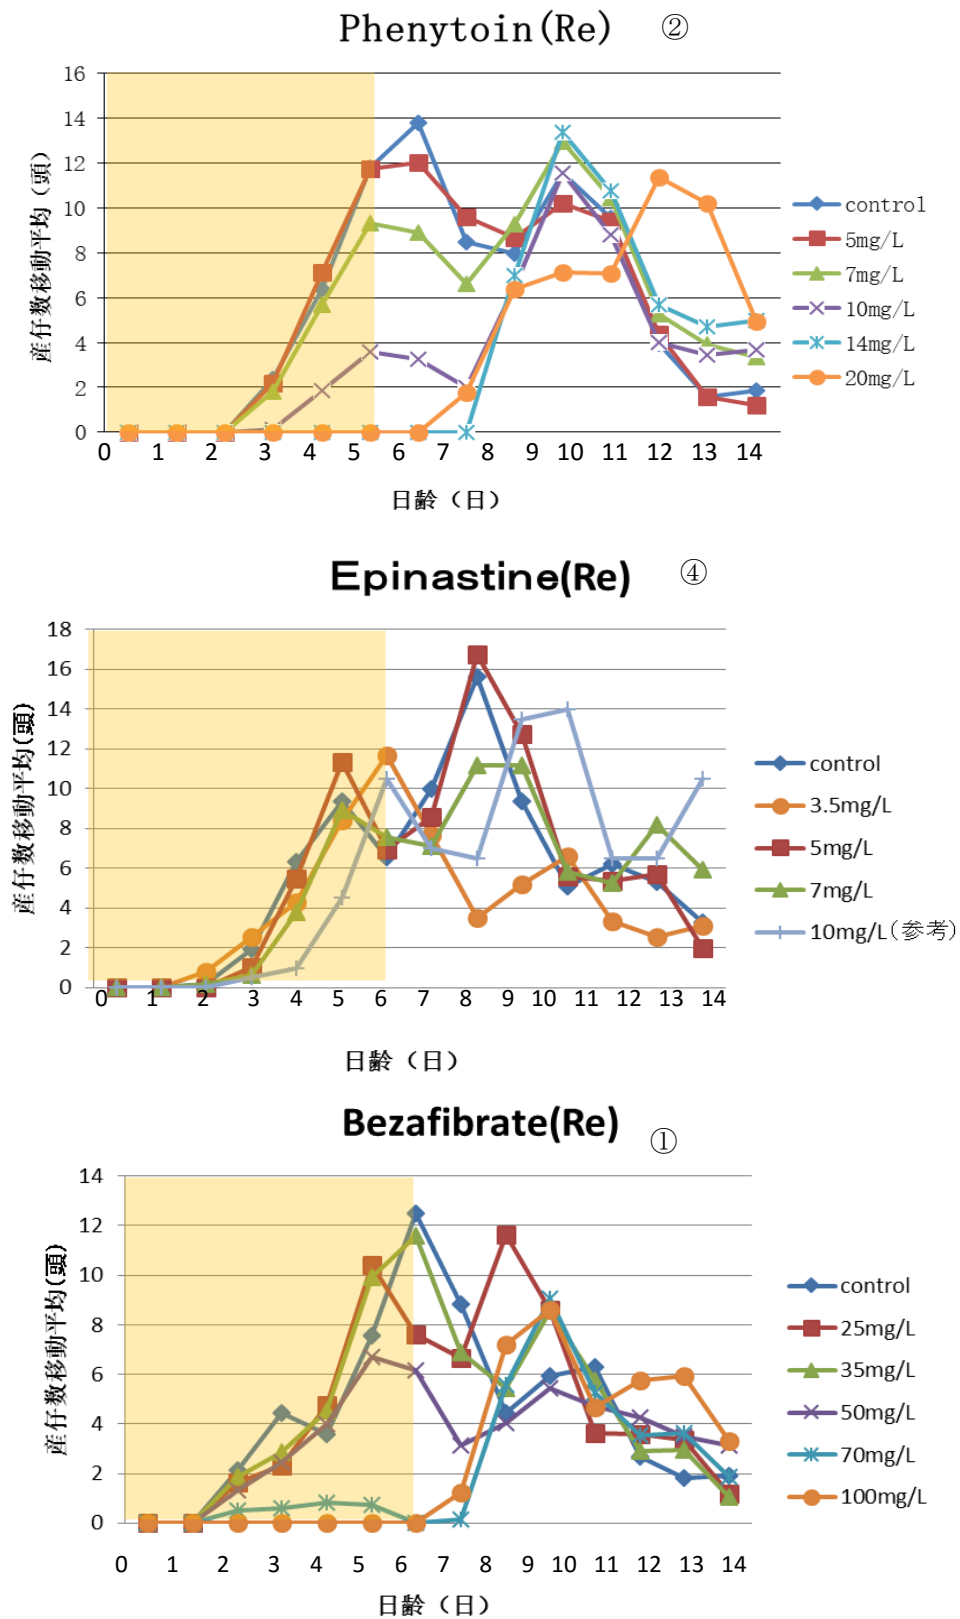 Phenytoin(Re) ②
16
14
12
10
8
6
4
2
0
産仔数移動平均（頭）
0 1 2 3 4 5 6 7 8 9 10 11 12 13 14
日齢（日）
control
5mg/L
7mg/L
10mg/L
14mg/L
20mg/L
Epinastine(Re) ④
18
16
14
12
10
8
6
4
2
0
産仔数移動平均(頭)
0 1 2 3 4 5 6 7 8 9 10 11 12 13 14
日齢（日）
control
3.5mg/L
5mg/L
7mg/L
10mg/L(参考)
Bezafibrate(Re) ①
14
12
10
8
6
4
2
0
産仔数移動平均(頭)
0 1 2 3 4 5 6 7 8 9 10 11 12 13 14
日齢（日）
control
25mg/L
35mg/L
50mg/L
70mg/L
100mg/L